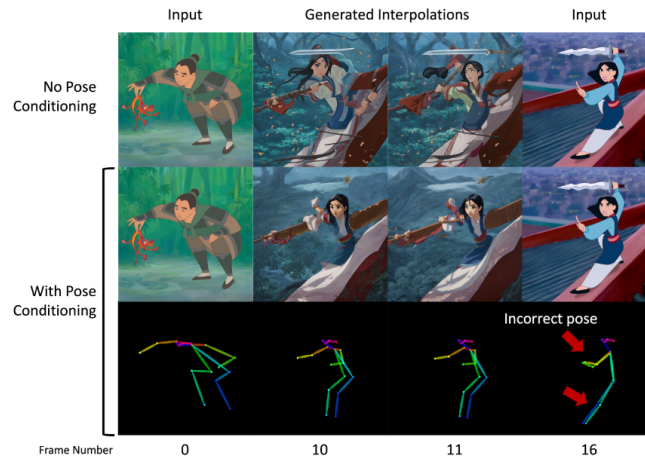 Input
Generated Interpolations
Input
No Pose
Conditioning
With Pose
Conditioning
Incorrect pose
Frame Number
0
10
11
16